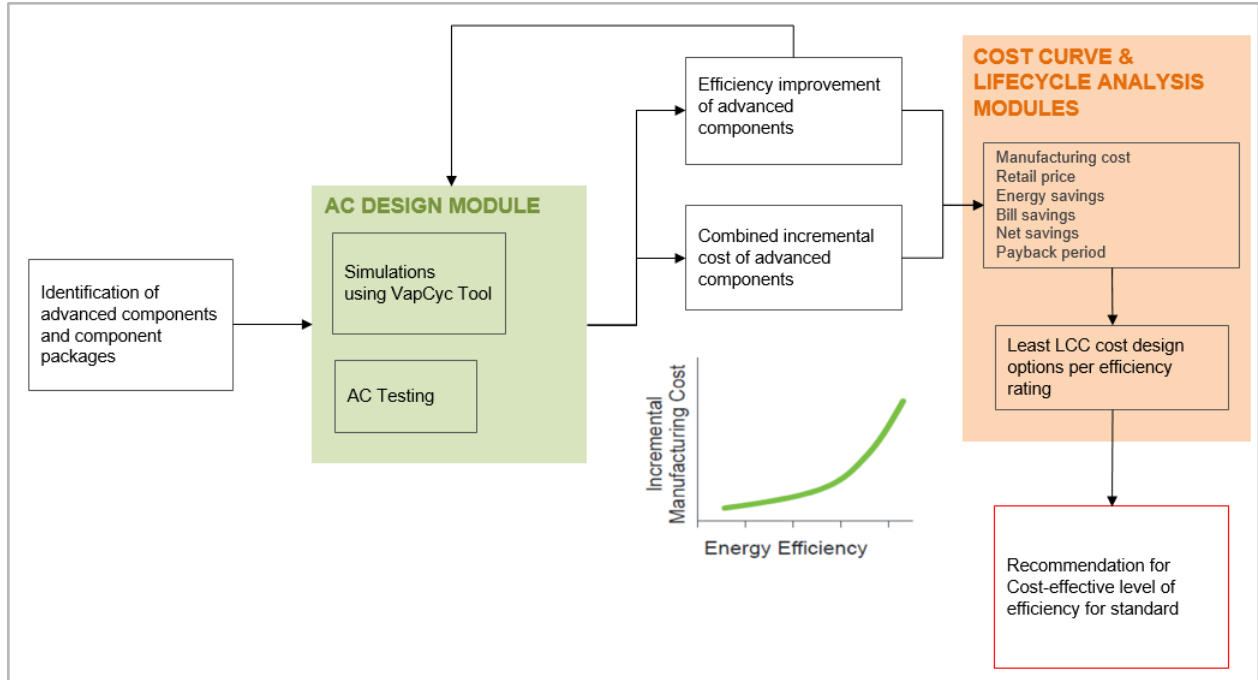 Identification of
advanced components
and component
packages
AC DESIGN MODULE
Simulations
using VapCyc Tool
AC Testing
Efficiency improvement
of advanced
components
Combined incremental
cost of advanced
components
Incremental
Manufacturing Cost
Energy Efficiency
COST CURVE &
LIFECYCLE ANALYSIS
MODULES
Manufacturing cost
Retail price
Energy savings
Bill savings
Net savings
Payback period
Least LCC cost design
options per efficiency
rating
Recommendation for
Cost-effective level of
efficiency for standard